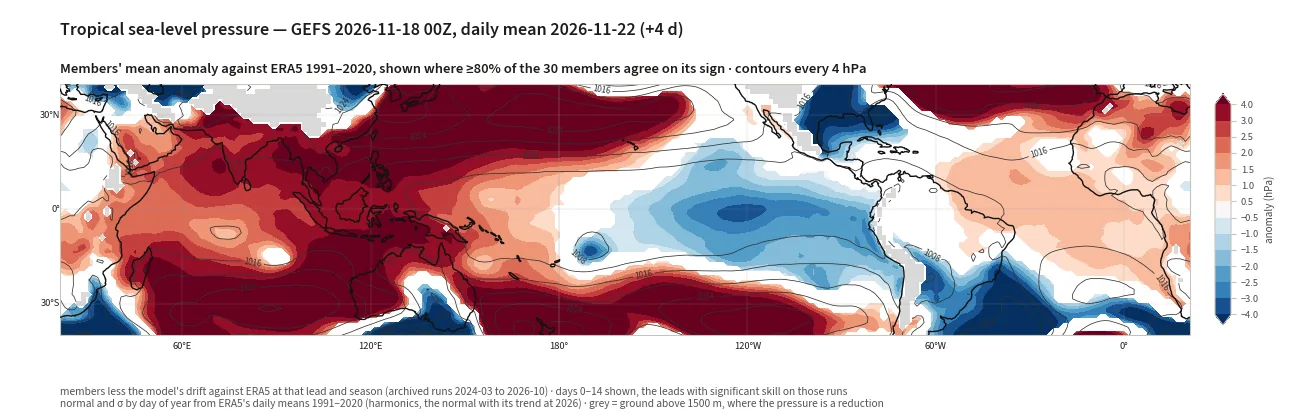 Tropical sea-level pressure — GEFS 2026-11-18 00Z, daily mean 2026-11-22 (+4 d)
Members' mean anomaly against ERA5 1991–2020, shown where ≥80% of the 30 members agree on its sign · contours every 4 hPa
30°N
0°
30°S
60°E
120°E
180°
120°W
60°W
0°
1016
1016
1016
1016
1016
1016
1008
1008
1016
4.0
3.0
2.5
2.0
1.5
1.0
0.5
−0.5
−1.0
−1.5
−2.0
−2.5
−3.0
−4.0
anomaly (hPa)
members less the model's drift against ERA5 at that lead and season (archived runs 2024-03 to 2026-10) · days 0–14 shown, the leads with significant skill on those runs
normal and σ by day of year from ERA5's daily means 1991–2020 (harmonics, the normal with its trend at 2026) · grey = ground above 1500 m, where the pressure is a reduction